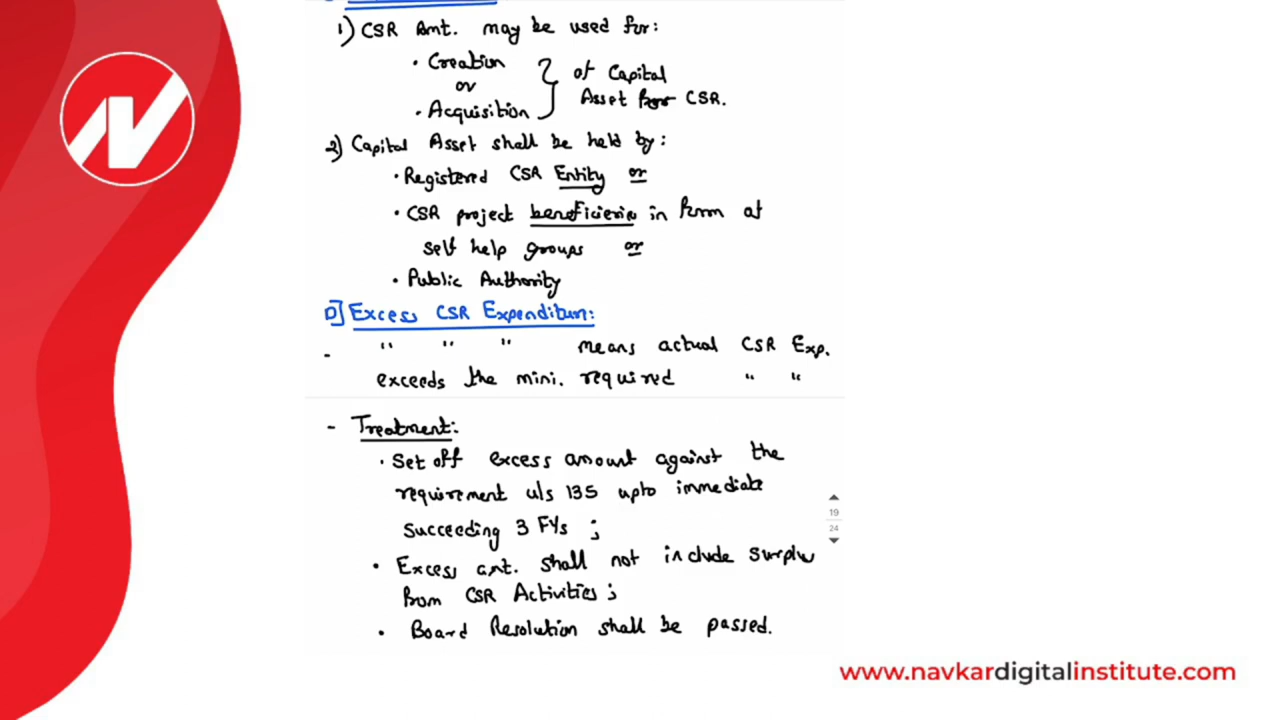 1) CSR Amt. may be used for:
• Creation
or
• Acquisition
of Capital
Asset for CSR.
2) Capital Asset shall be held by:
• Registered CSR Entity or
• CSR project beneficieries in form of
self help groups or
• Public Authority
D] Excess CSR Expenditure:
- " " " means actual CSR Exp.
exceeds the mini. required " "
- Treatment:
• Set off excess amount against the
requirement u/s 135 upto immediate
succeeding 3 FYs ;
• Excess amt. shall not include surplus
from CSR Activities ;
• Board Resolution shall be passed.
19
24
www.navkardigitalinstitute.com